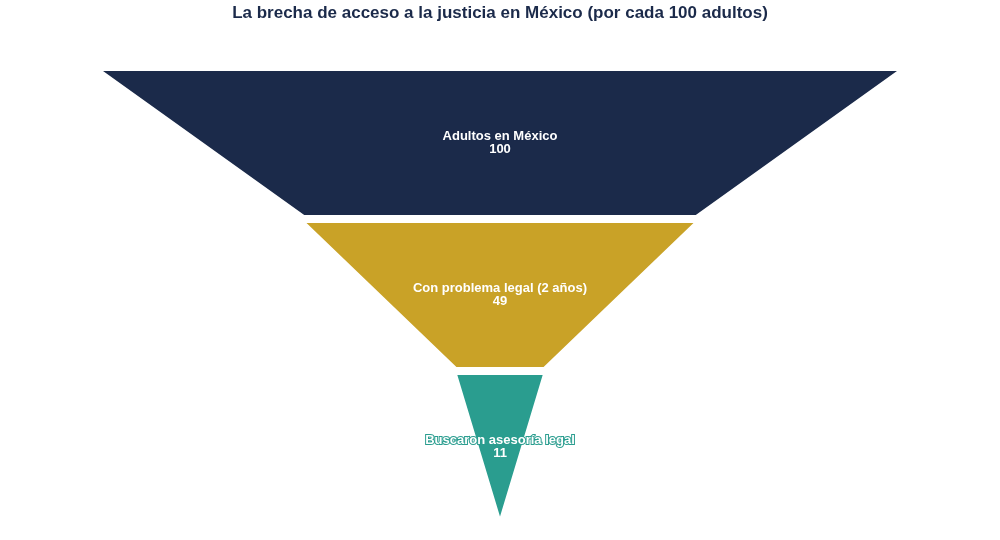 La brecha de acceso a la justicia en México (por cada 100 adultos)
Adultos en México
100
Con problema legal (2 años)
49
Buscaron asesoría legal
11